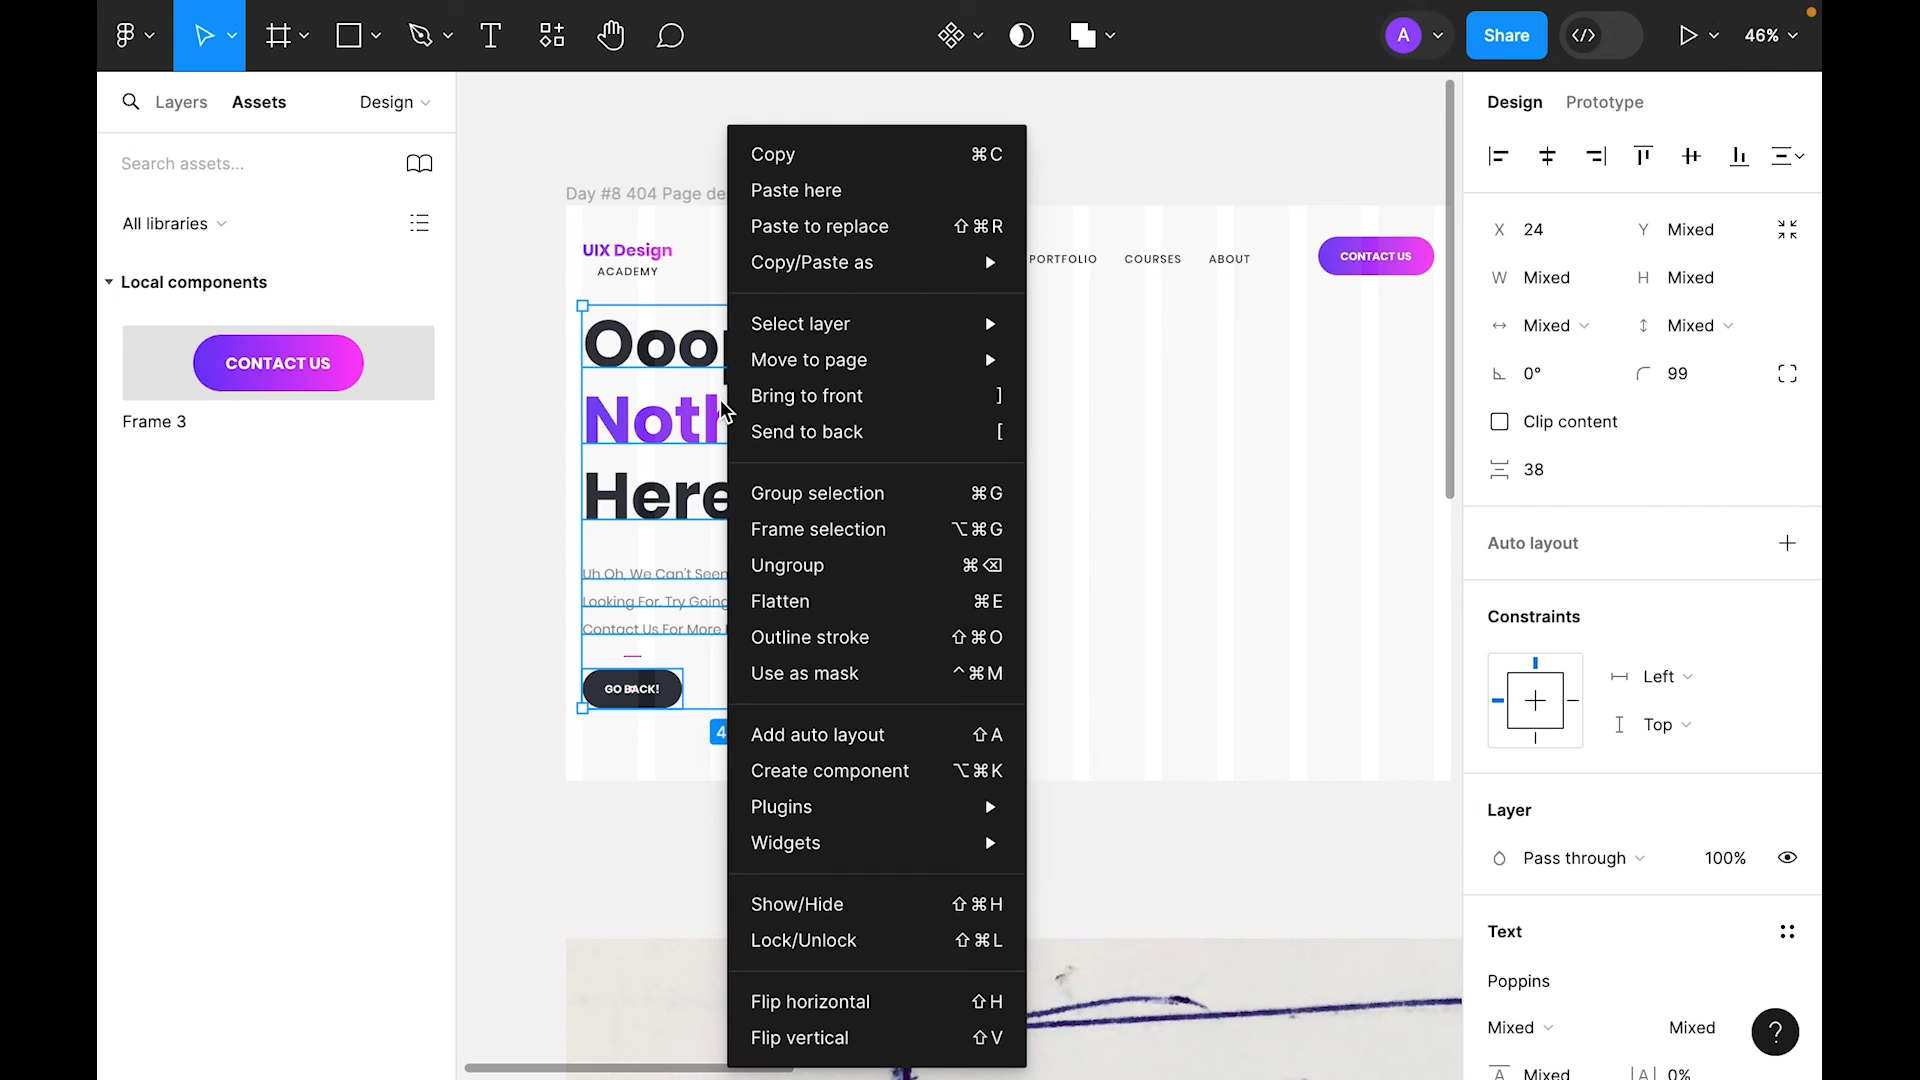 A
Share
46%
Layers
Assets
Design
Search assets...
All libraries
Local components
CONTACT US
Frame 3
Day #8 404 Page de
UIX Design
ACADEMY
PORTFOLIO
COURSES
ABOUT
CONTACT US
Noth
Here
Uh Oh, We Can't Seem
Looking For. Try Going
Contact Us For More
GO BACK!
4
Copy ⌘C
Paste here
Paste to replace ⇧⌘R
Copy/Paste as
Select layer
Move to page
Bring to front ]
Send to back [
Group selection ⌘G
Frame selection ⌥⌘G
Ungroup ⌘⌫
Flatten ⌘E
Outline stroke ⇧⌘O
Use as mask ^⌘M
Add auto layout ⇧A
Create component ⌥⌘K
Plugins
Widgets
Show/Hide ⇧⌘H
Lock/Unlock ⇧⌘L
Flip horizontal ⇧H
Flip vertical ⇧V
Design
Prototype
X 24
Y Mixed
W Mixed
H Mixed
Mixed
Mixed
0°
99
Clip content
38
Auto layout
Constraints
Left
Top
Layer
Pass through
100%
Text
Poppins
Mixed
Mixed
Mixed
0%
?